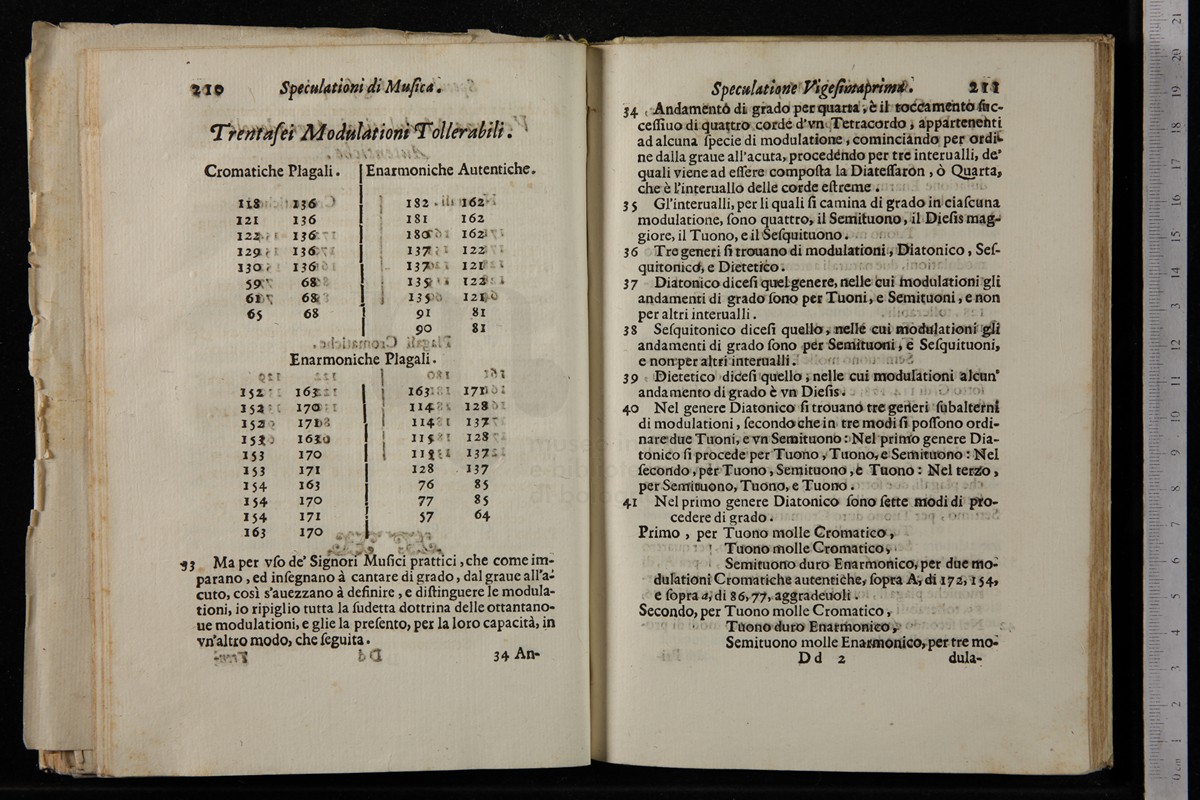 210 Speculationi di Musica.
Trentasei Modulationi Tollerabili.
Cromatiche Plagali. Enarmoniche Autentiche.
118 136 182 162
121 136 181 162
122 136 180 162
129 136 137 122
130 136 137 121
59 68 135 122
61 68 135 121
65 68 91 81
90 81
Enarmoniche Plagali.
152 163 163 171
152 170 114 128
152 171 114 137
153 163 115 128
153 170 115 137
153 171 128 137
154 163 76 85
154 170 77 85
154 171 57 64
163 170
33 Ma per vso de' Signori Musici prattici, che come im-
parano, ed insegnano à cantare di grado, dal graue all'a-
cuto, così s'auezzano à definire, e distinguere le modula-
tioni, io ripiglio tutta la sudetta dottrina delle ottantano-
ue modulationi, e glie la presento, per la loro capacità, in
vn'altro modo, che seguita.
34 An-
Speculatione Vigesimaprima. 211
34 Andamentò di grado per quarta, è il toccamento suc-
cessiuo di quattro corde d'vn Tetracordo, appartenenti
ad alcuna specie di modulatione, cominciàndo per ordi-
ne dalla graue all'acuta, procedendo per tre interualli, de'
quali viene ad essere composta la Diatessaron, ò Quarta,
che è l'interuallo delle corde estreme.
35 Gl'interualli, per li quali si camina di grado in ciascuna
modulatione, sono quattro, il Semituono, il Diesis mag-
giore, il Tuono, e il Sesquituono.
36 Tre generi si trouano di modulationi, Diatonico, Ses-
quitonico, e Dietetico.
37 Diatonico dicesi quel genere, nelle cui modulationi gli
andamenti di grado sono per Tuoni, e Semituoni, e non
per altri interualli.
38 Sesquitonico dicesi quello, nelle cui modulationi gli
andamenti di grado sono per Semituoni, e Sesquituoni,
e non per altri interualli.
39 Dietetico dicesi quello, nelle cui modulationi alcun'
andamento di grado è vn Diesis.
40 Nel genere Diatonico si trouano tre generi subalterni
di modulationi, secondo che in tre modi si possono ordi-
nare due Tuoni, e vn Semituono: Nel primo genere Dia-
tonico si procede per Tuono, Tuono, e Semituono: Nel
secondo, per Tuono, Semituono, e Tuono: Nel terzo,
per Semituono, Tuono, e Tuono.
41 Nel primo genere Diatonico sono sette modi di pro-
cedere di grado.
Primo, per Tuono molle Cromatico,
Tuono molle Cromatico,
Semituono duro Enarmonico, per due mo-
dulationi Cromatiche autentiche, sopra A, di 172, 154,
e sopra a, di 86, 77, aggradeuoli.
Secondo, per Tuono molle Cromatico,
Tuono duro Enarmonico,
Semituono molle Enarmonico, per tre mo-
Dd 2 dula-